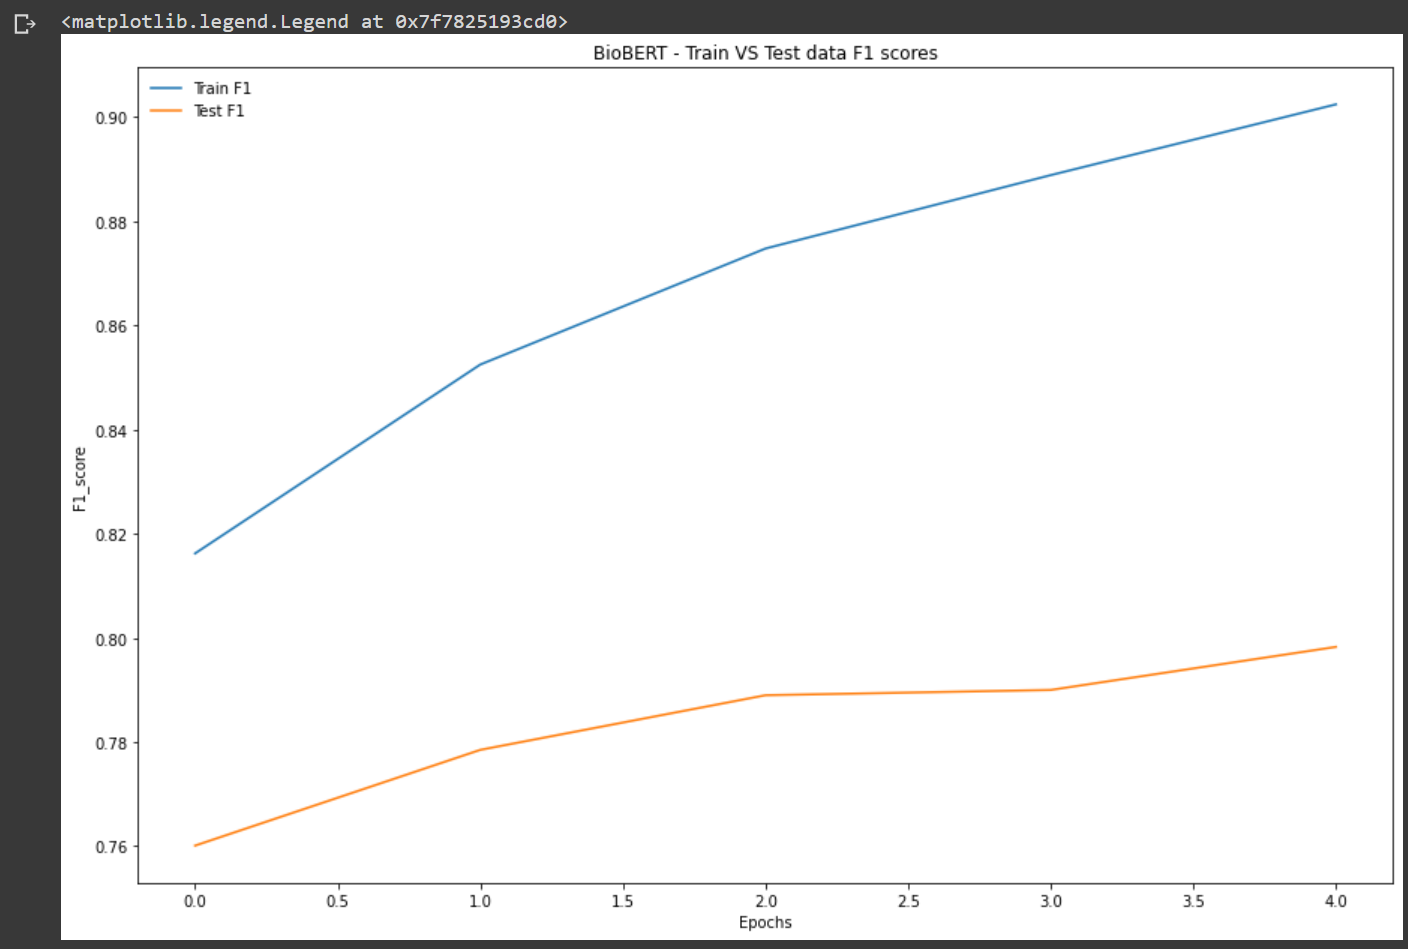 <matplotlib.legend.Legend at 0x7f7825193cd0>
BioBERT - Train VS Test data F1 scores
Train F1
Test F1
0.90
0.88
0.86
0.84
0.82
0.80
0.78
0.76
F1_score
0.0 0.5 1.0 1.5 2.0 2.5 3.0 3.5 4.0
Epochs